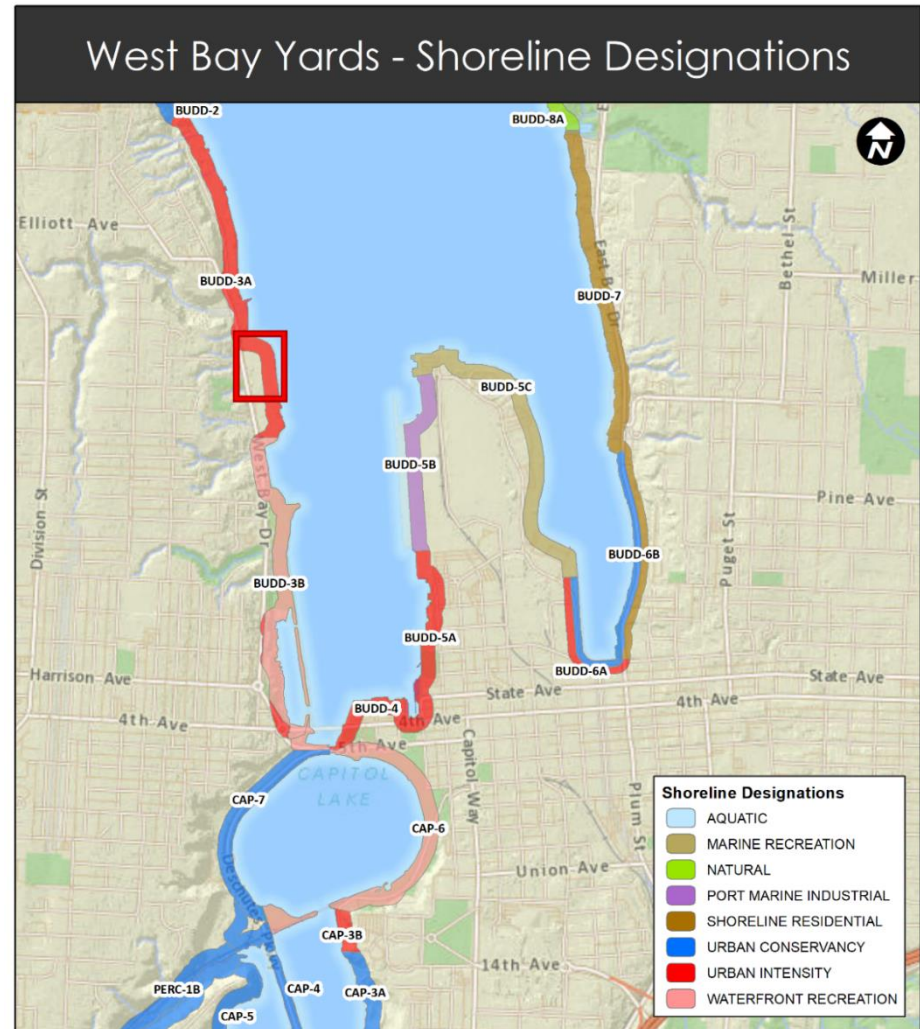 West Bay Yards - Shoreline Designations
BUDD-2
BUDD-8A
N
Elliott Ave
Bethel St
Miller
BUDD-3A
East B
Dr
BUDD-7
BUDD-5C
West Bay Dr
BUDD-5B
Division St
Pine Ave
Puget St
BUDD-3B
BUDD-6B
BUDD-5A
Harrison Ave
State Ave
BUDD-6A
State Ave
4th Ave
BUDD-4
4th Ave
4th Ave
5th Ave
CAPITOL
LAKE
Capitol Way
CAP-7
CAP-6
Plum St
Union Ave
Deschutes
CAP-3B
14th Ave
PERC-1B
CAP-4
CAP-3A
CAP-5
Shoreline Designations
AQUATIC
MARINE RECREATION
NATURAL
PORT MARINE INDUSTRIAL
SHORELINE RESIDENTIAL
URBAN CONSERVANCY
URBAN INTENSITY
WATERFRONT RECREATION